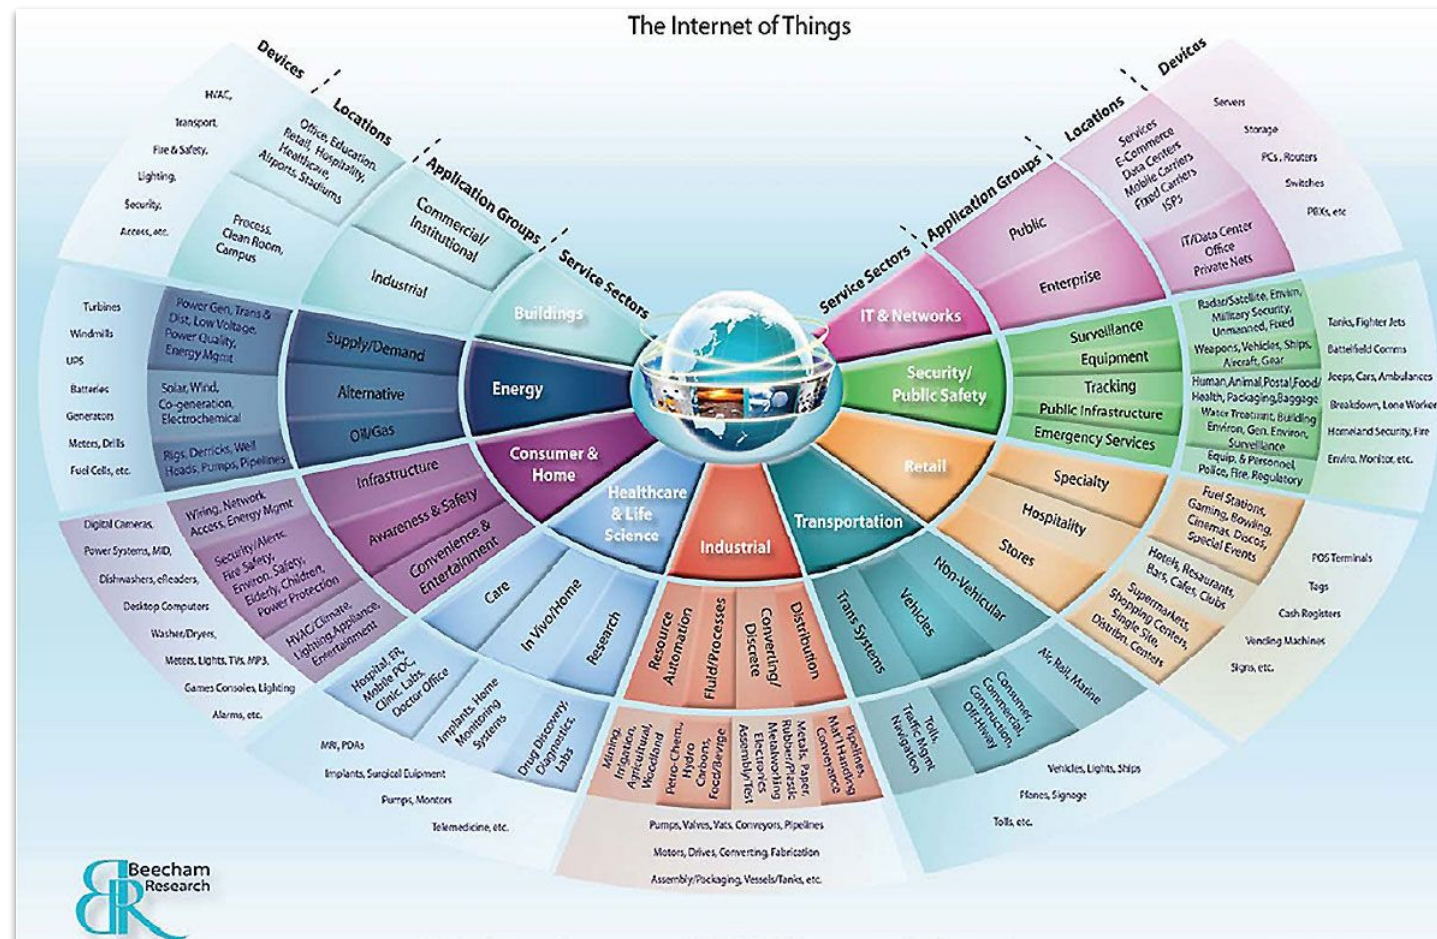 The Internet of Things
Devices
Locations
Application Groups
Service Sectors
Service Sectors
Application Groups
Locations
Devices
HVAC,
Transport,
Fire & Safety,
Lighting,
Security,
Access, etc.
Office, Education,
Retail, Hospitality,
Healthcare,
Airports, Stadiums
Process,
Clean Room,
Campus
Commercial/
Institutional
Industrial
Buildings
Turbines
Windmills
UPS
Batteries
Generators
Meters, Drills
Fuel Cells, etc.
Power Gen, Trans &
Dist, Low Voltage,
Power Quality,
Energy Mgmt
Solar, Wind,
Co-generation,
Electrochemical
Rigs, Derricks, Well
Heads, Pumps, Pipelines
Supply/Demand
Alternative
Oil/Gas
Energy
Digital Cameras,
Power Systems, MID,
Dishwashers, eReaders,
Desktop Computers
Washer/Dryers,
Meters, Lights, TVs, MP3,
Games Consoles, Lighting
Alarms, etc.
Wiring, Network
Access, Energy Mgmt
Security/Alerts,
Fire Safety,
Environ. Safety,
Elderly, Children,
Power Protection
HVAC/Climate,
Lighting,Appliance,
Entertainment
Infrastructure
Awareness & Safety
Convenience &
Entertainment
Consumer &
Home
MRI, PDAs
Implants, Surgical Euipment
Pumps, Montors
Telemedicine, etc.
Hospital, ER,
Mobile POC,
Clinic Labs,
Doctor Office
Implants, Home
Monitoring
Systems
Drug Discovery,
Diagnostics,
Labs
Care
In Vivo/Home
Research
Healthcare
& Life
Science
Industrial
Resource
Automation
Fluid/Processes
Converting/
Discrete
Distribution
Mining,
Irrigation,
Agricultural,
Woodland
Petro-Chem.,
Hydro
Carbons,
Food/Bevrige
Metals, Paper,
Rubber/Plastic
Metalworking
Electronics
Assembly/Test
Pipelines,
Mat'l Handling
Conveyance
Pumps, Valves, Vats, Conveyors, Pipelines
Motors, Drives, Converting, Fabrication
Assembly/Packaging, Vessels/Tanks, etc.
Transportation
Trans Systems
Vehicles
Non-Vehicular
Tolls,
Traffic Mgmt
Navigation
Consumer,
Commercial,
Construction,
Off-Hiway
Air, Rail, Marine
Vehicles, Lights, Ships
Planes, Signage
Tolls, etc.
Retail
Specialty
Hospitality
Stores
Fuel Stations,
Gaming, Bowling,
Cinemas, Discos,
Special Events
Hotels, Restaurants,
Bars, Cafes, Clubs
Supermarkets,
Shopping Centers,
Single Site,
Distribn. Centers
POS Terminals
Tags
Cash Registers
Vending Machines
Signs, etc.
Security/
Public Safety
Surveillance
Equipment
Tracking
Public Infrastructure
Emergency Services
Radar/Satellite, Envirn,
Military Security,
Unmanned, Fixed
Weapons, Vehicles, Ships,
Aircraft, Gear
Human,Animal,Postal,Food/
Health, Packaging,Baggage
Water Treatmnt, Building
Environ, Gen. Environ,
Surveillance
Equip. & Personnel,
Police, Fire, Regulatory
Tanks, Fighter Jets
Battelfield Comms
Jeeps, Cars, Ambulances
Breakdown, Lone Worker
Homeland Security, Fire
Enviro. Monitor, etc.
IT & Networks
Public
Enterprise
Services
E-Commerce
Data Centers
Mobile Carriers
Fixed Carriers
ISPs
IT/Data Center
Office
Private Nets
Servers
Storage
PCs, Routers
Switches
PBXs, etc
Beecham
Research
BR